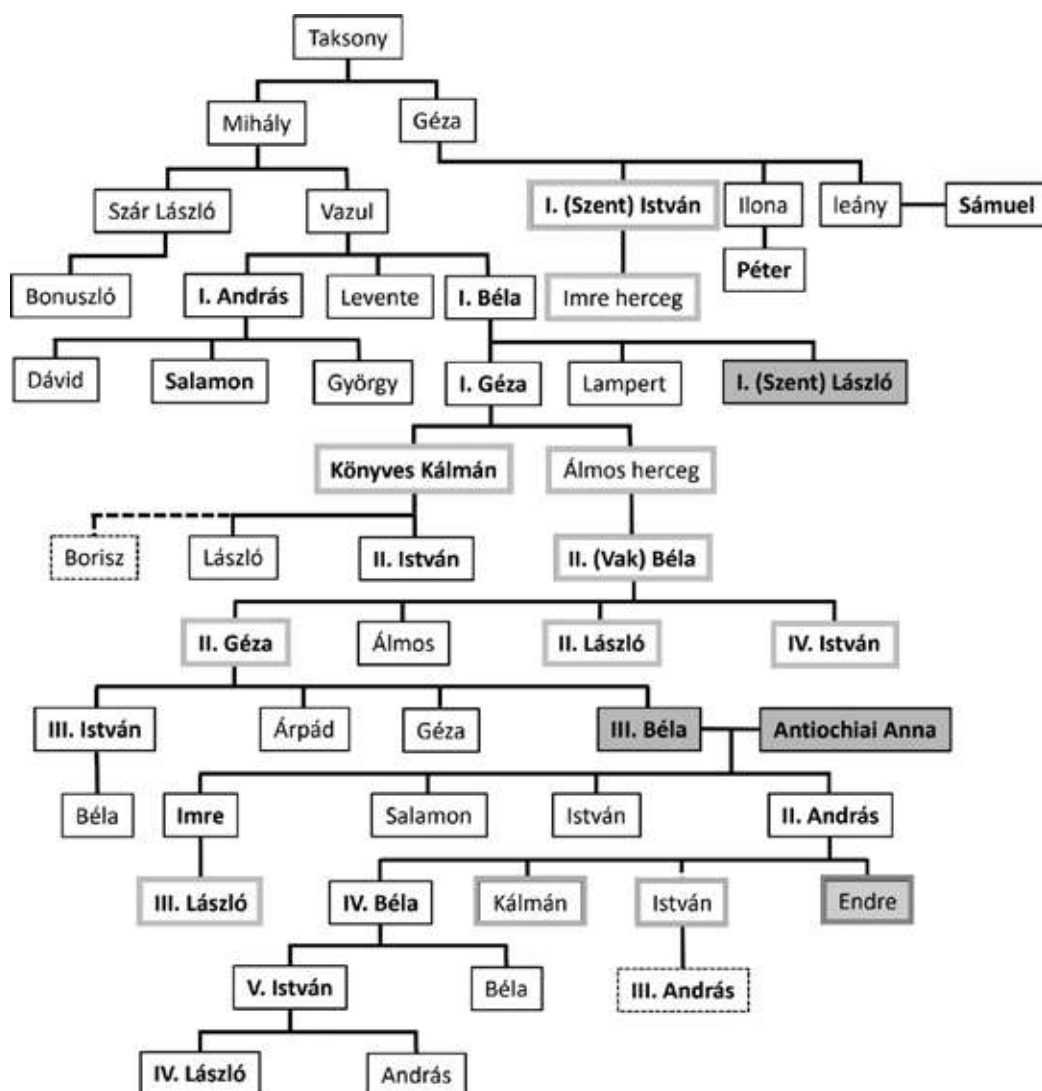 Taksony
Mihály
Géza
Szár László
Vazul
I. (Szent) István
Ilona
leány
Sámuel
Péter
Bonuszló
I. András
Levente
I. Béla
Imre herceg
Dávid
Salamon
György
I. Géza
Lampert
I. (Szent) László
Könyves Kálmán
Álmos herceg
Borisz
László
II. István
II. (Vak) Béla
II. Géza
Álmos
II. László
IV. István
III. István
Árpád
Géza
III. Béla
Antiochiai Anna
Béla
Imre
Salamon
István
II. András
III. László
IV. Béla
Kálmán
István
Endre
V. István
Béla
III. András
IV. László
András